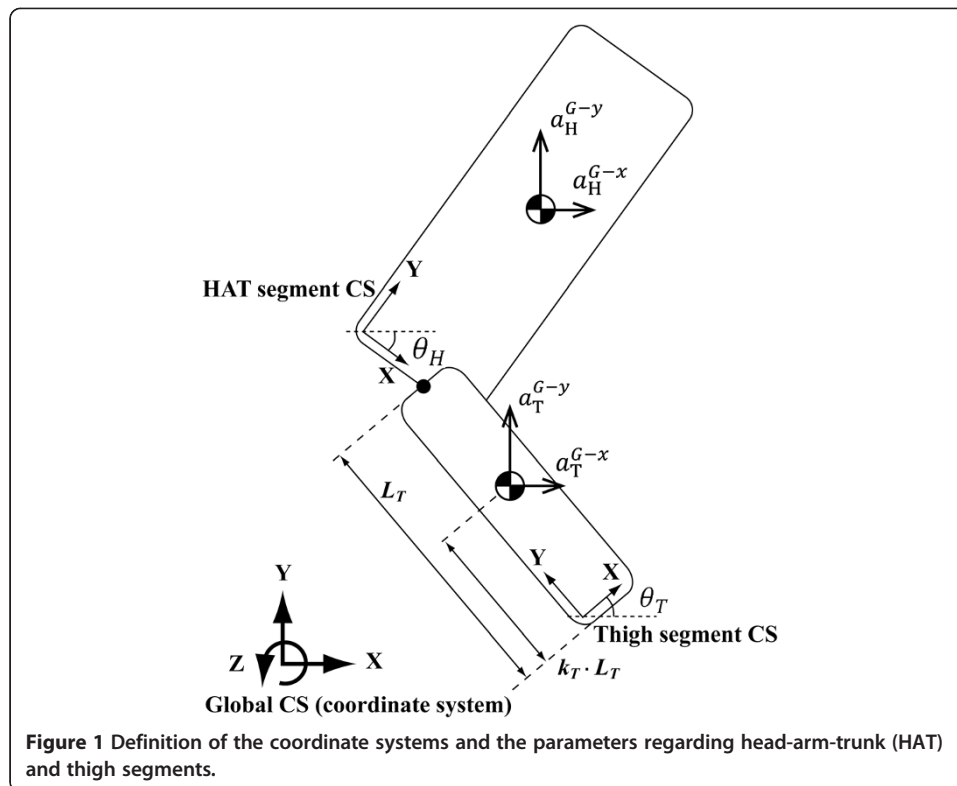 a_H^{G-y}
a_H^{G-x}
Y
HAT segment CS
θ_H
X
a_T^{G-y}
a_T^{G-x}
L_T
Y
X
θ_T
Thigh segment CS
k_T · L_T
Y
Z
X
Global CS (coordinate system)
Figure 1 Definition of the coordinate systems and the parameters regarding head-arm-trunk (HAT)
and thigh segments.